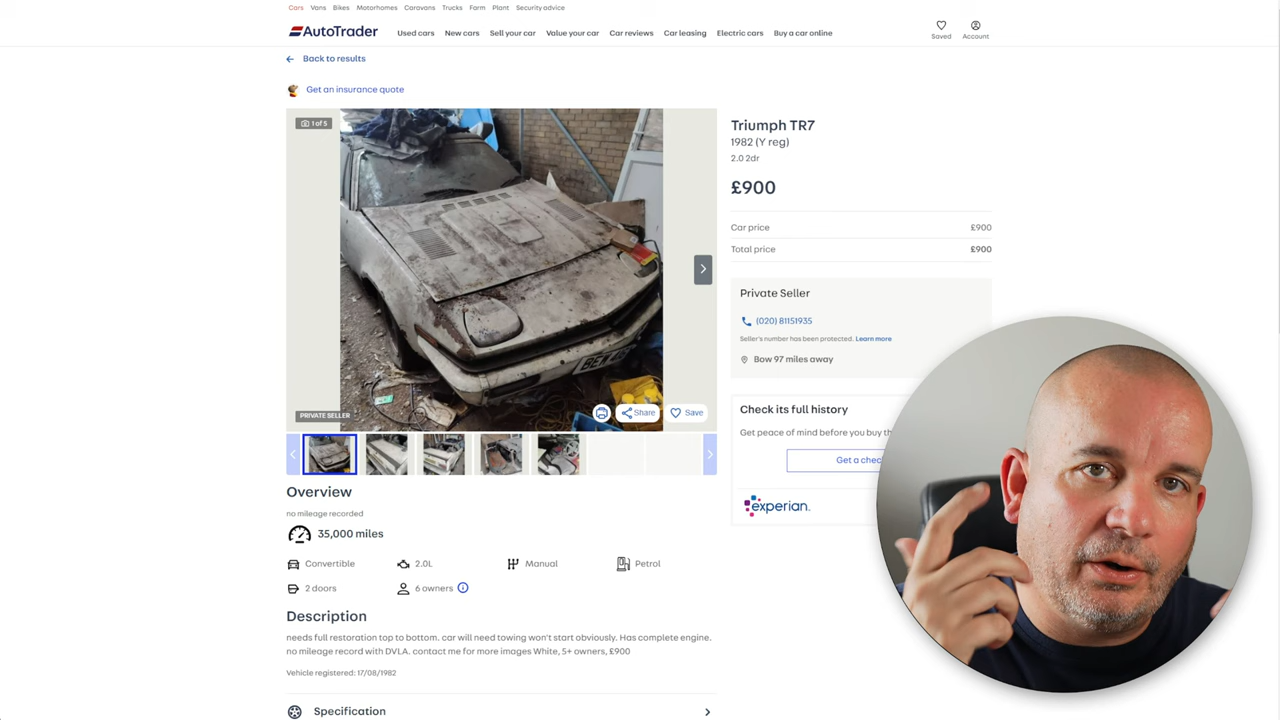 Cars Vans Bikes Motorhomes Caravans Trucks Farm Plant Security advice
AutoTrader
Used cars New cars Sell your car Value your car Car reviews Car leasing Electric cars Buy a car online
Saved Account
Back to results
Get an insurance quote
1 of 5
PRIVATE SELLER
Share Save
Triumph TR7
1982 (Y reg)
2.0 2dr
£900
Car price £900
Total price £900
Private Seller
(020) 81151935
Seller's number has been protected. Learn more
Bow 97 miles away
Check its full history
Get peace of mind before you buy
Get a
experian.
Overview
no mileage recorded
35,000 miles
Convertible 2.0L Manual Petrol
2 doors 6 owners
Description
needs full restoration top to bottom. car will need towing won't start obviously. Has complete engine.
no mileage record with DVLA. contact me for more images White, 5+ owners, £900
Vehicle registered: 17/08/1982
Specification